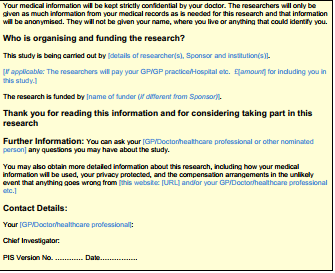 Your medical information will be kept strictly confidential by your doctor. The researchers will only be
given as much information from your medical records as is needed for this research and that information
will be anonymised. They will not be given your name, where you live or anything that could identify you.
Who is organising and funding the research?
This study is being carried out by [details of researcher(s), Sponsor and institution(s)].
[If applicable: The researchers will pay your GP/GP practice/Hospital etc. £[amount] for including you in
this study.]
The research is funded by [name of funder (if different from Sponsor)].
Thank you for reading this information and for considering taking part in this
research
Further Information: You can ask your [GP/Doctor/healthcare professional or other nominated
person] any questions you may have about the study.
You may also obtain more detailed information about this research, including how your medical
information will be used, your privacy protected, and the compensation arrangements in the unlikely
event that anything goes wrong from [this website: [URL] and/or your GP/Doctor/healthcare professional
etc.]
Contact Details:
Your [GP/Doctor/healthcare professional]:
Chief Investigator:
PIS Version No. ............. Date.................